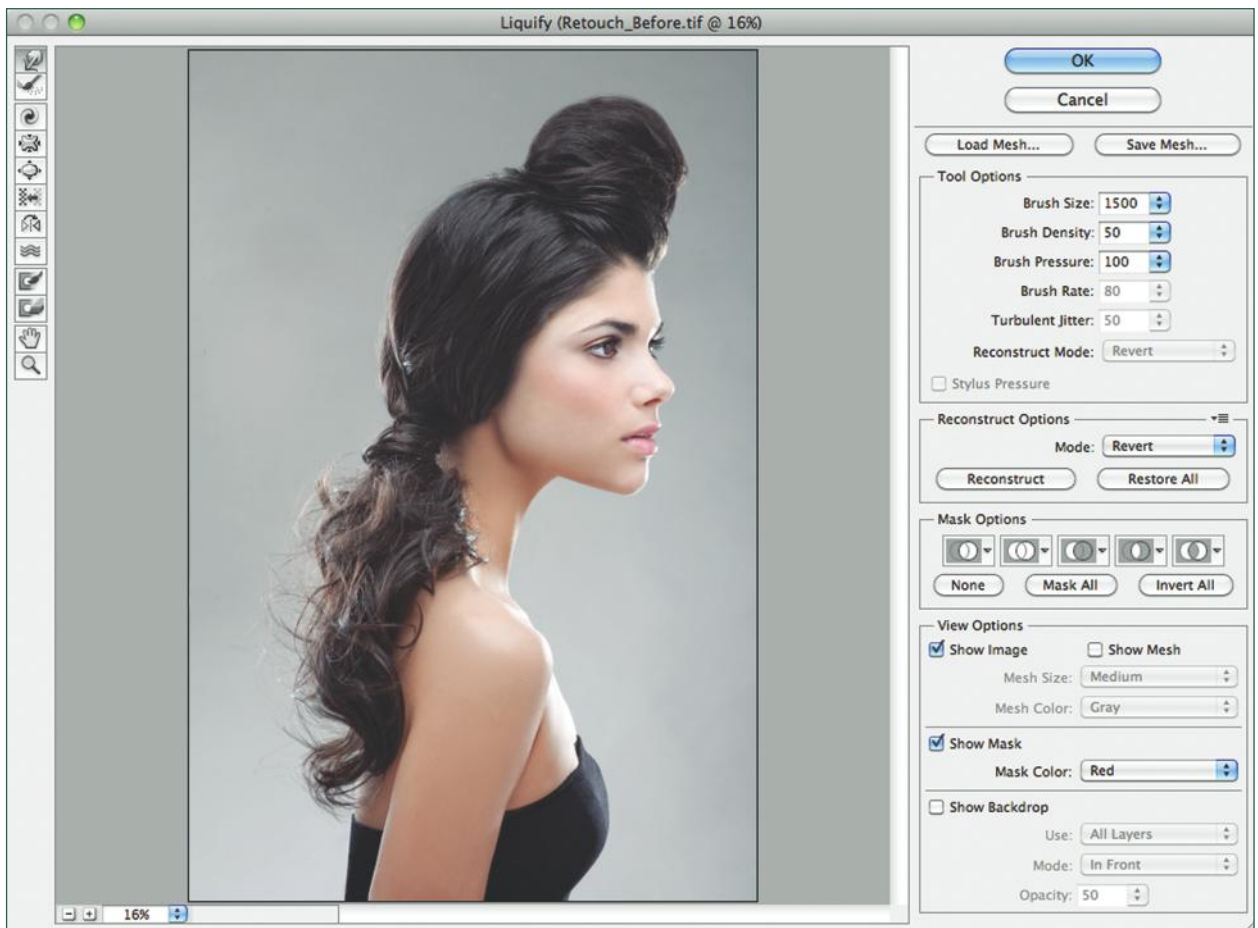 Liquify (Retouch_Before.tif @ 16%)
OK
Cancel
Load Mesh... Save Mesh...
Tool Options
Brush Size: 1500
Brush Density: 50
Brush Pressure: 100
Brush Rate: 80
Turbulent Jitter: 50
Reconstruct Mode: Revert
Stylus Pressure
Reconstruct Options
Mode: Revert
Reconstruct Restore All
Mask Options
None Mask All Invert All
View Options
Show Image Show Mesh
Mesh Size: Medium
Mesh Color: Gray
Show Mask
Mask Color: Red
Show Backdrop
Use: All Layers
Mode: In Front
Opacity: 50
16%